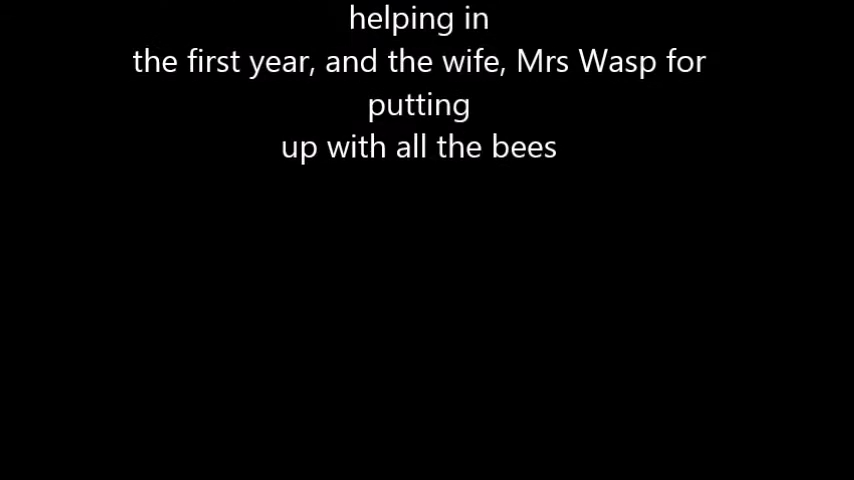 helping in
the first year, and the wife, Mrs Wasp for
putting
up with all the bees